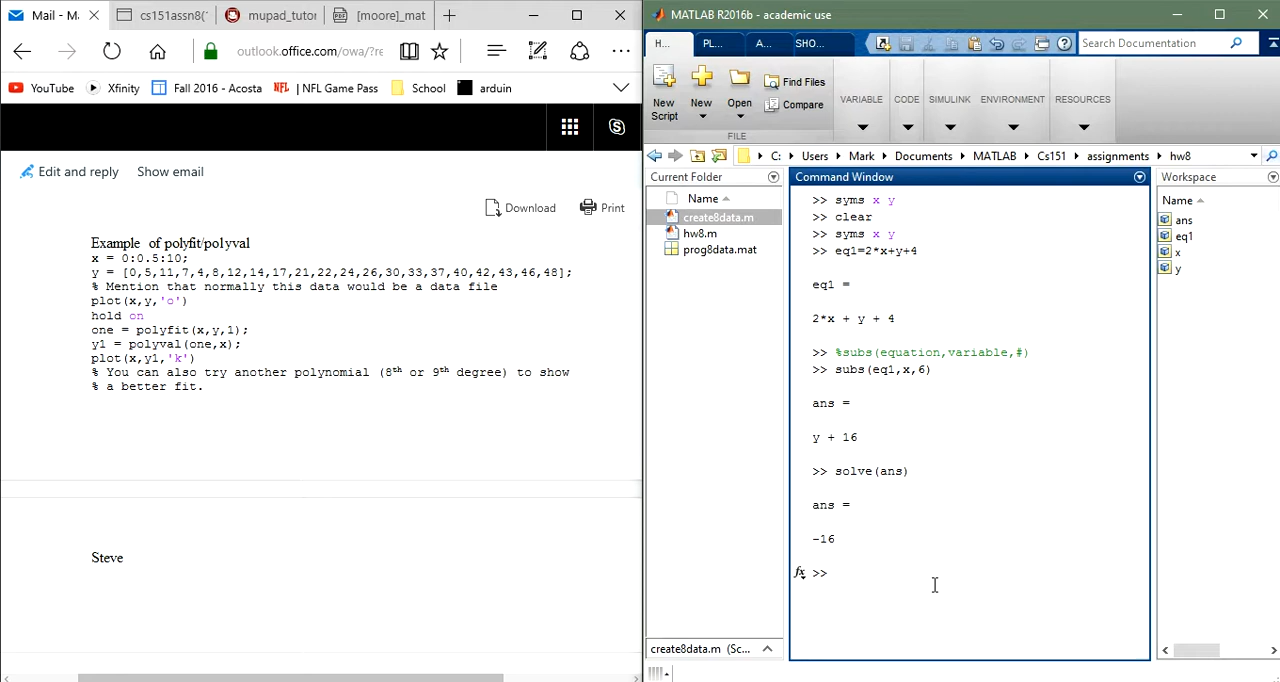 Mail - Ma
cs151assn8('
mupad_tutor
[moore]_mat
outlook.office.com/owa/?re
YouTube
Xfinity
Fall 2016 - Acosta
NFL | NFL Game Pass
School
arduin
Edit and reply
Show email
Download
Print
Example of polyfit/polyval
x = 0:0.5:10;
y = [0,5,11,7,4,8,12,14,17,21,22,24,26,30,33,37,40,42,43,46,48];
% Mention that normally this data would be a data file
plot(x,y,'o')
hold on
one = polyfit(x,y,1);
y1 = polyval(one,x);
plot(x,y1,'k')
% You can also try another polynomial (8th or 9th degree) to show
% a better fit.
Steve
MATLAB R2016b - academic use
H...
PL...
A...
SHO...
Search Documentation
New Script
New
Open
Find Files
Compare
FILE
VARIABLE
CODE
SIMULINK
ENVIRONMENT
RESOURCES
C: Users Mark Documents MATLAB Cs151 assignments hw8
Current Folder
Name
create8data.m
hw8.m
prog8data.mat
create8data.m (Sc...
Command Window
>> syms x y
>> clear
>> syms x y
>> eq1=2*x+y+4
eq1 =
2*x + y + 4
>> %subs(equation,variable,#)
>> subs(eq1,x,6)
ans =
y + 16
>> solve(ans)
ans =
-16
fx >>
Workspace
Name
ans
eq1
x
y